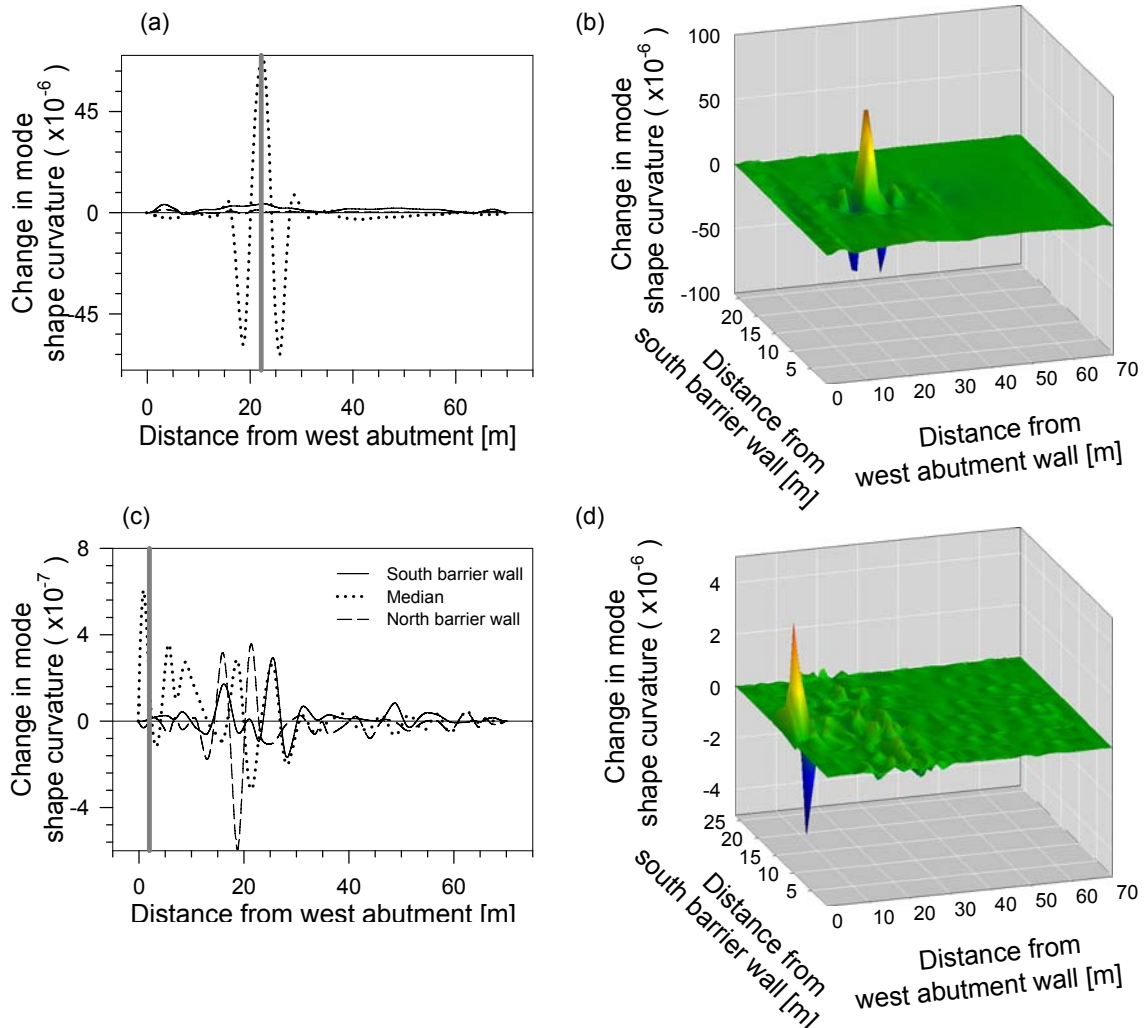 (a)
Change in mode
shape curvature ( x10-6)
45
0
-45
0 20 40 60
Distance from west abutment [m]
(b)
Change in mode
shape curvature ( x10-6)
100
50
0
-50
-100
20
15
10
5
Distance from
south barrier wall [m]
0 10 20 30 40 50 60 70
Distance from
west abutment wall [m]
(c)
Change in mode
shape curvature ( x10-7)
8
4
0
-4
South barrier wall
Median
North barrier wall
0 20 40 60
Distance from west abutment [m]
(d)
Change in mode
shape curvature ( x10-6)
4
2
0
-2
-4
25
20
15
10
5
Distance from
south barrier wall [m]
0 10 20 30 40 50 60 70
Distance from
west abutment wall [m]